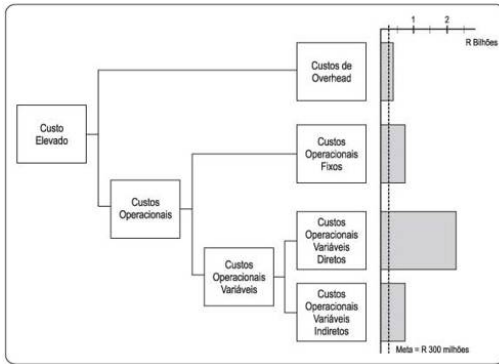 1
2
R Bilhões
Custos de
Overhead
Custo
Elevado
Custos
Operacionais
Fixos
Custos
Operacionais
Custos
Operacionais
Variáveis
Diretos
Custos
Operacionais
Variáveis
Custos
Operacionais
Variáveis
Indiretos
Meta = R 300 milhões